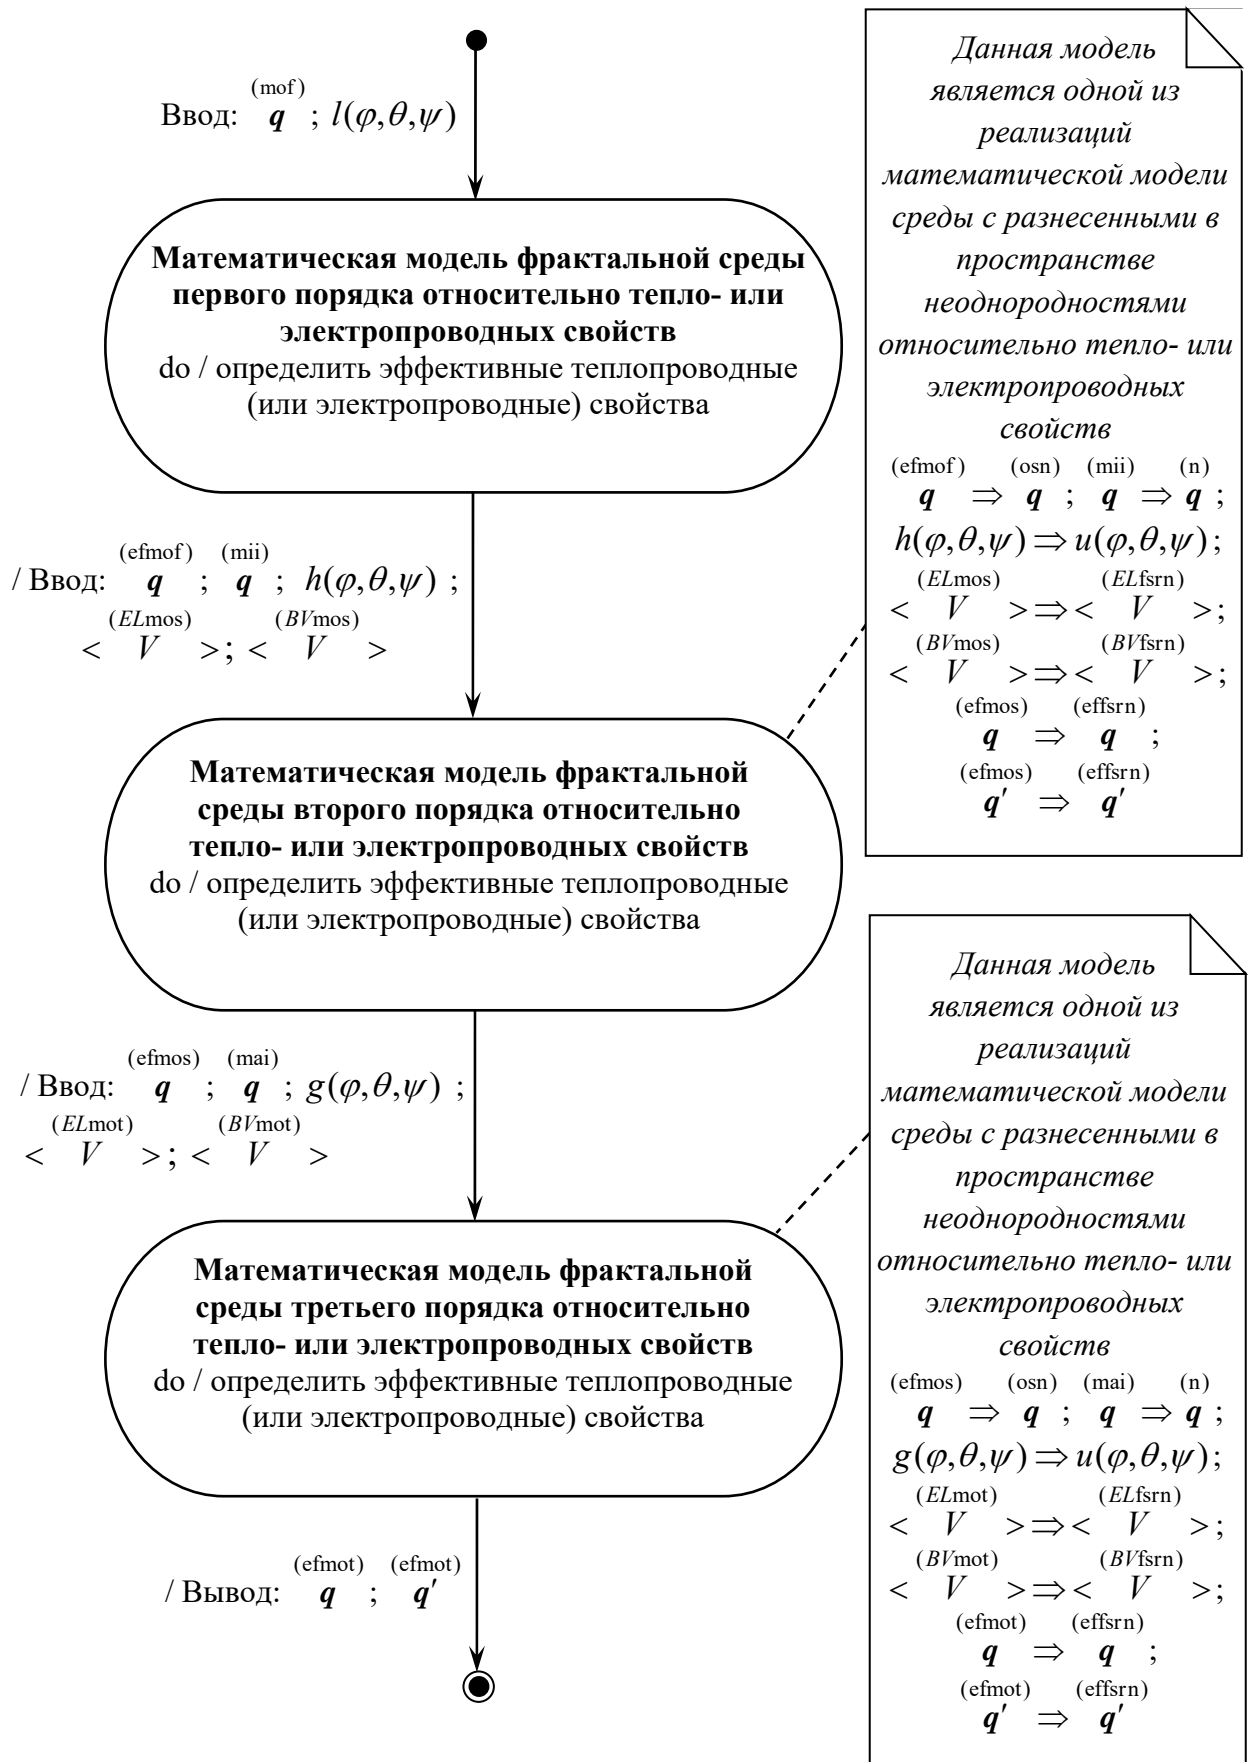 (mof)
Ввод: q ; l(φ,θ,ψ)
Математическая модель фрактальной среды
первого порядка относительно тепло- или
электропроводных свойств
do / определить эффективные теплопроводные
(или электропроводные) свойства
(efmof) (mii)
/ Ввод: q ; q ; h(φ,θ,ψ) ;
(ELmos) (BVmos)
< V >; < V >
Математическая модель фрактальной
среды второго порядка относительно
тепло- или электропроводных свойств
do / определить эффективные теплопроводные
(или электропроводные) свойства
(efmos) (mai)
/ Ввод: q ; q ; g(φ,θ,ψ) ;
(ELmot) (BVmot)
< V >; < V >
Математическая модель фрактальной
среды третьего порядка относительно
тепло- или электропроводных свойств
do / определить эффективные теплопроводные
(или электропроводные) свойства
(efmot) (efmot)
/ Вывод: q ; q′
Данная модель
является одной из
реализаций
математической модели
среды с разнесенными в
пространстве
неоднородностями
относительно тепло- или
электропроводных
свойств
(efmof) (osn) (mii) (n)
q ⇒ q ; q ⇒ q ;
h(φ,θ,ψ) ⇒ u(φ,θ,ψ);
(ELmos) (ELfsrn)
< V > ⇒ < V >;
(BVmos) (BVfsrn)
< V > ⇒ < V >;
(efmos) (effsrn)
q ⇒ q ;
(efmos) (effsrn)
q′ ⇒ q′
Данная модель
является одной из
реализаций
математической модели
среды с разнесенными в
пространстве
неоднородностями
относительно тепло- или
электропроводных
свойств
(efmos) (osn) (mai) (n)
q ⇒ q ; q ⇒ q ;
g(φ,θ,ψ) ⇒ u(φ,θ,ψ);
(ELmot) (ELfsrn)
< V > ⇒ < V >;
(BVmot) (BVfsrn)
< V > ⇒ < V >;
(efmot) (effsrn)
q ⇒ q ;
(efmot) (effsrn)
q′ ⇒ q′